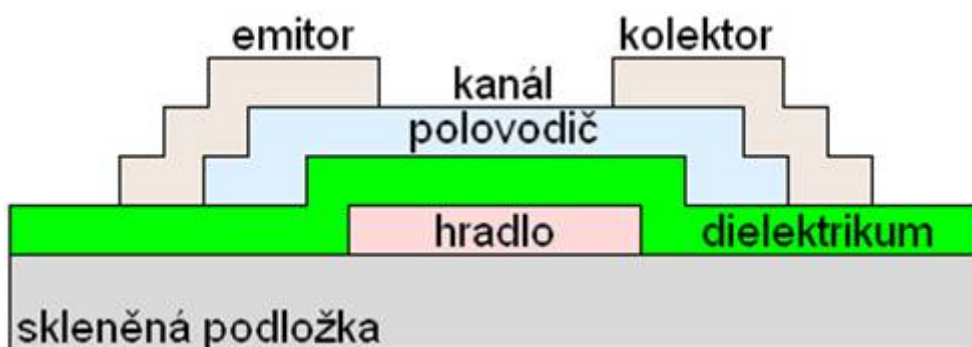 emitor
kolektor
kanál
polovodič
hradlo
dielektrikum
skleněná podložka